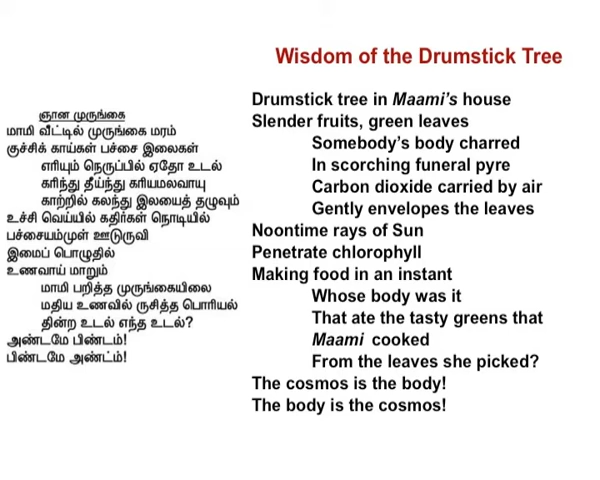 Wisdom of the Drumstick Tree
ஞான முருங்கை
மாமி வீட்டில் முருங்கை மரம்
குச்சிக் காய்கள் பச்சை இலைகள்
எரியும் நெருப்பில் ஏதோ உடல்
கரிந்து தீய்ந்து கரியமலவாயு
காற்றில் கலந்து இலையைத் தழுவும்
உச்சி வெயில் கதிர்கள் நொடியில்
பச்சையம்முள் ஊடுருவி
இமைப் பொழுதில்
உணவாய் மாறும்
மாமி பறித்த முருங்கையிலை
மதிய உணவில் ருசித்த பொரியல்
தின்ற உடல் எந்த உடல்?
அண்டமே பிண்டம்!
பிண்டமே அண்டம்!
Drumstick tree in Maami's house
Slender fruits, green leaves
Somebody's body charred
In scorching funeral pyre
Carbon dioxide carried by air
Gently envelopes the leaves
Noontime rays of Sun
Penetrate chlorophyll
Making food in an instant
Whose body was it
That ate the tasty greens that
Maami cooked
From the leaves she picked?
The cosmos is the body!
The body is the cosmos!